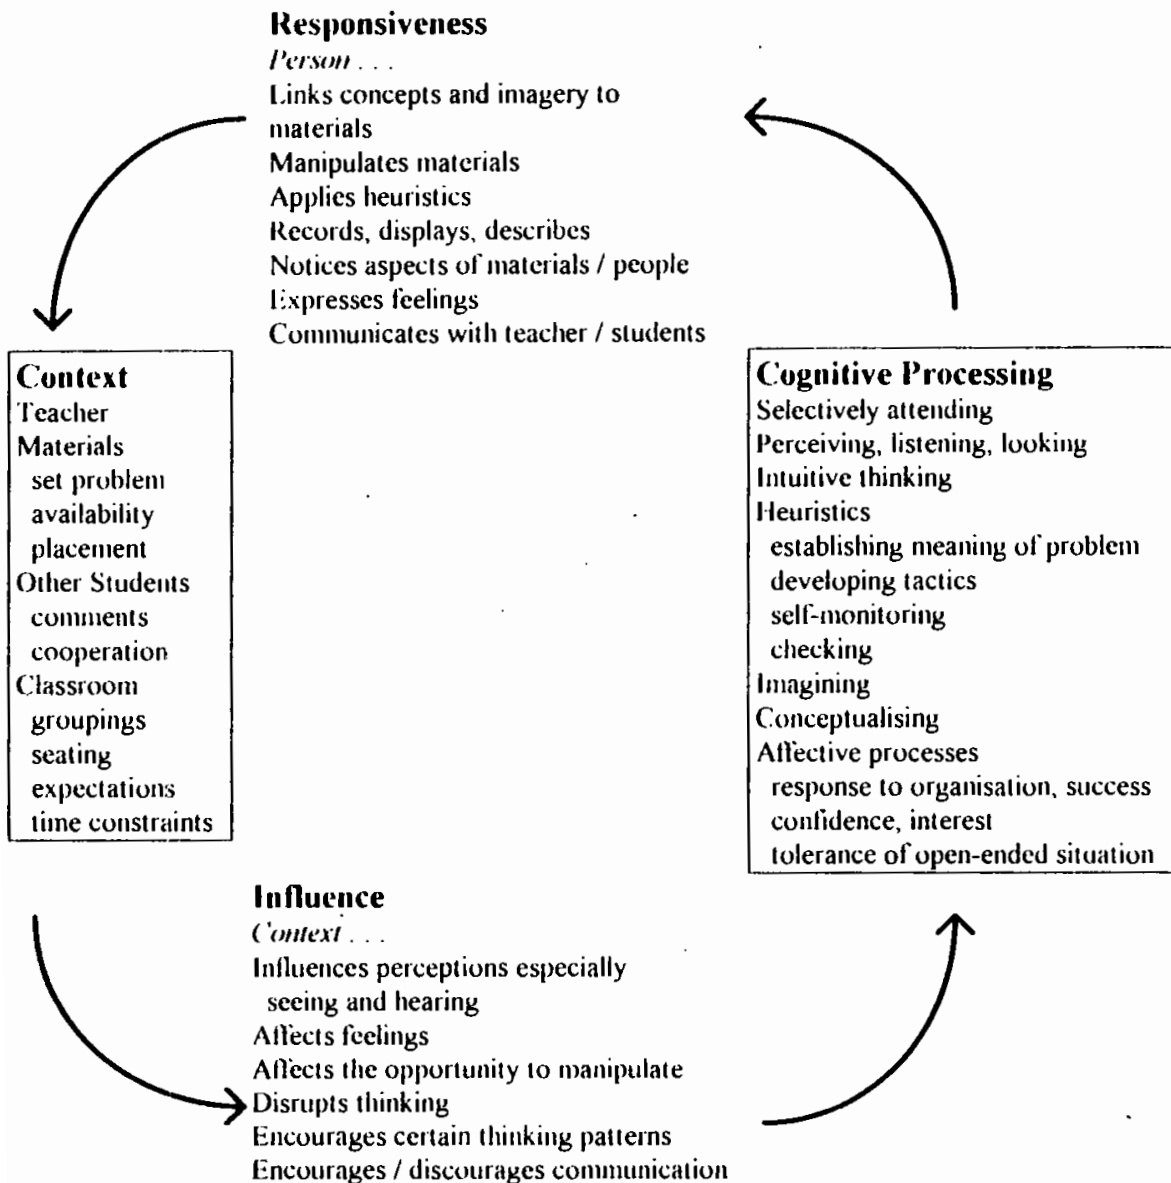 Responsiveness
Person . . .
Links concepts and imagery to
materials
Manipulates materials
Applies heuristics
Records, displays, describes
Notices aspects of materials / people
Expresses feelings
Communicates with teacher / students
Context
Teacher
Materials
set problem
availability
placement
Other Students
comments
cooperation
Classroom
groupings
seating
expectations
time constraints
Cognitive Processing
Selectively attending
Perceiving, listening, looking
Intuitive thinking
Heuristics
establishing meaning of problem
developing tactics
self-monitoring
checking
Imagining
Conceptualising
Affective processes
response to organisation, success
confidence, interest
tolerance of open-ended situation
Influence
Context . . .
Influences perceptions especially
seeing and hearing
Affects feelings
Affects the opportunity to manipulate
Disrupts thinking
Encourages certain thinking patterns
Encourages / discourages communication